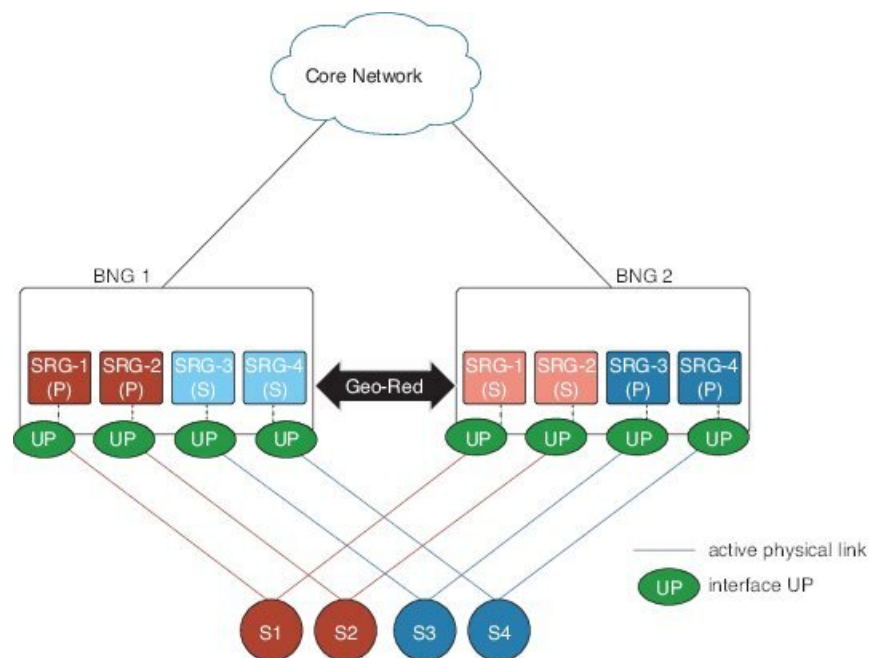 Core Network
BNG 1
BNG 2
SRG-1
(P)
SRG-2
(P)
SRG-3
(S)
SRG-4
(S)
Geo-Red
SRG-1
(S)
SRG-2
(S)
SRG-3
(P)
SRG-4
(P)
UP
UP
UP
UP
UP
UP
UP
UP
active physical link
UP interface UP
S1
S2
S3
S4